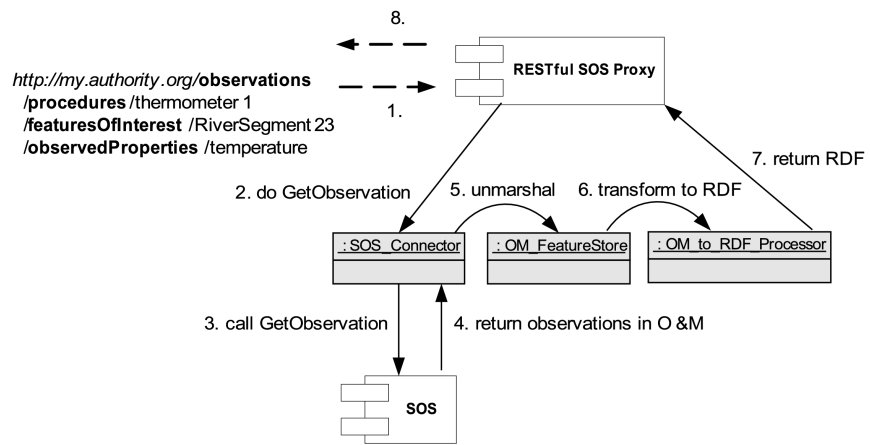 8.
RESTful SOS Proxy
http://my.authority.org/observations
/procedures /thermometer 1
/featuresOfInterest /RiverSegment 23
/observedProperties /temperature
1.
7. return RDF
2. do GetObservation
5. unmarshal
6. transform to RDF
: SOS_Connector
: OM_FeatureStore
: OM_to_RDF_Processor
3. call GetObservation
4. return observations in O &M
SOS